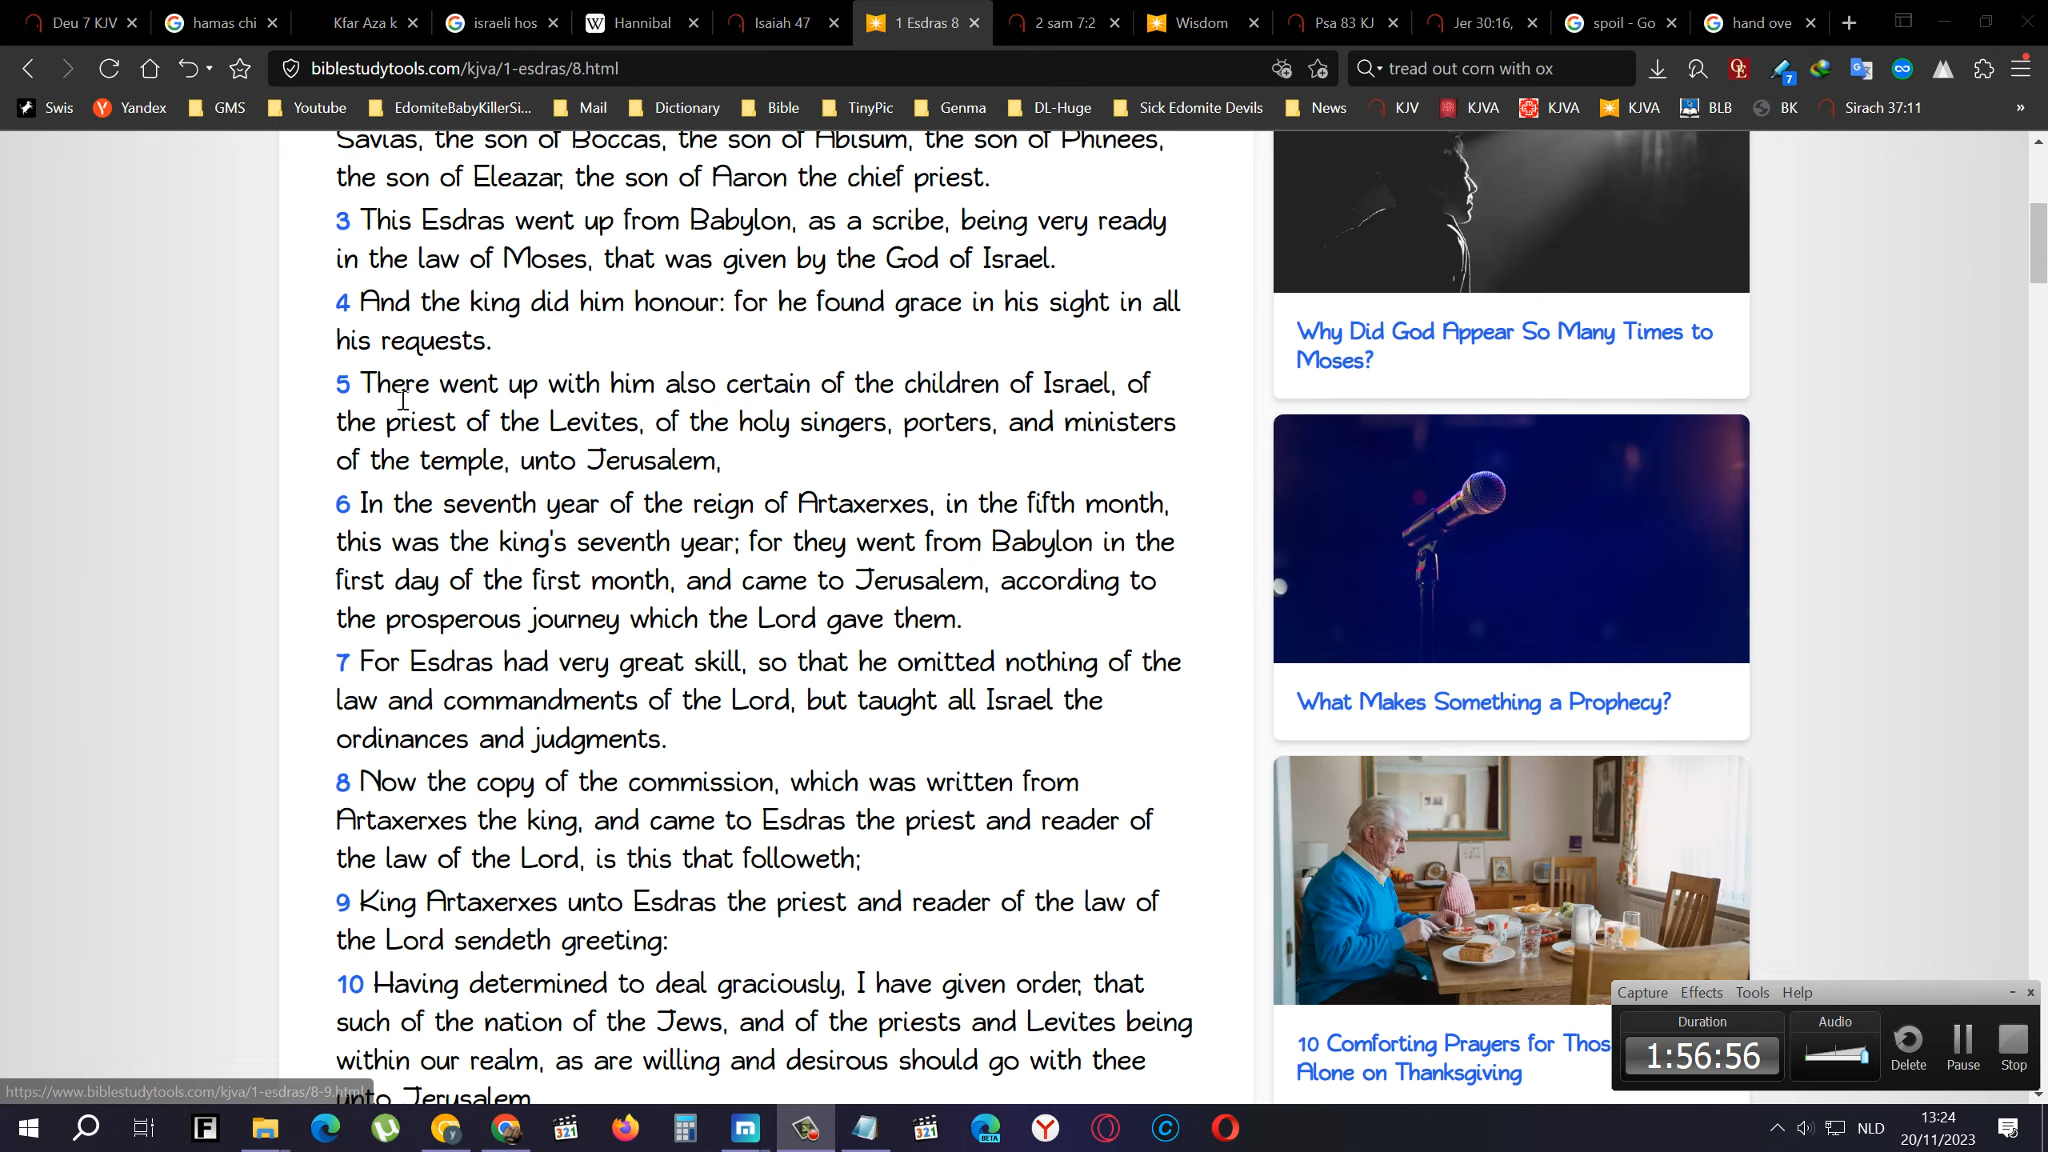 Deu 7 KJV
hamas chi
Kfar Aza k
israeli hos
Hannibal
Isaiah 47
1 Esdras 8
2 sam 7:2
Wisdom
Psa 83 KJ
Jer 30:16,
spoil - Go
hand ove
biblestudytools.com/kjva/1-esdras/8.html
tread out corn with ox
7
Swis
Yandex
GMS
Youtube
EdomiteBabyKillerSi...
Mail
Dictionary
Bible
TinyPic
Genma
DL-Huge
Sick Edomite Devils
News
KJV
KJVA
KJVA
KJVA
BLB
BK
Sirach 37:11
Savias, the son of Boccas, the son of Abisum, the son of Phinees,
the son of Eleazar, the son of Aaron the chief priest.
3 This Esdras went up from Babylon, as a scribe, being very ready
in the law of Moses, that was given by the God of Israel.
4 And the king did him honour: for he found grace in his sight in all
his requests.
5 There went up with him also certain of the children of Israel, of
the priest of the Levites, of the holy singers, porters, and ministers
of the temple, unto Jerusalem,
6 In the seventh year of the reign of Artaxerxes, in the fifth month,
this was the king's seventh year; for they went from Babylon in the
first day of the first month, and came to Jerusalem, according to
the prosperous journey which the Lord gave them.
7 For Esdras had very great skill, so that he omitted nothing of the
law and commandments of the Lord, but taught all Israel the
ordinances and judgments.
8 Now the copy of the commission, which was written from
Artaxerxes the king, and came to Esdras the priest and reader of
the law of the Lord, is this that followeth;
9 King Artaxerxes unto Esdras the priest and reader of the law of
the Lord sendeth greeting:
10 Having determined to deal graciously, I have given order, that
such of the nation of the Jews, and of the priests and Levites being
within our realm, as are willing and desirous should go with thee
unto Jerusalem
https://www.biblestudytools.com/kjva/1-esdras/8-9.html
Why Did God Appear So Many Times to
Moses?
What Makes Something a Prophecy?
10 Comforting Prayers for Thos
Alone on Thanksgiving
Capture Effects Tools Help
Duration
1:56:56
Audio
Delete
Pause
Stop
321
321
BETA
NLD
13:24
20/11/2023